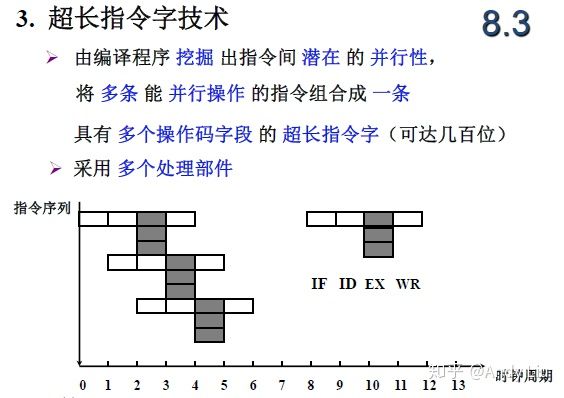 3. 超长指令字技术
8.3
由编译程序 挖掘 出指令间 潜在 的 并行性，
将 多条 能 并行操作 的指令组合成 一条
具有 多个操作码字段 的 超长指令字（可达几百位）
采用 多个处理部件
指令序列
IF ID EX WR
0 1 2 3 4 5 6 7 8 9 10 11 12 13
时钟周期
知乎